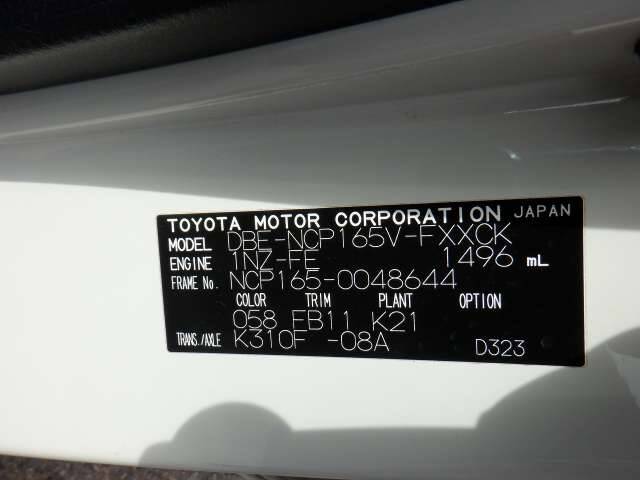 TOYOTA MOTOR CORPORATION JAPAN
MODEL DBE-NCP165V-FXXCK
ENGINE 1NZ-FE 1496 mL
FRAME No. NCP165-0048644
COLOR TRIM PLANT OPTION
058 FB11 K21
TRANS./AXLE K310F -08A
D323